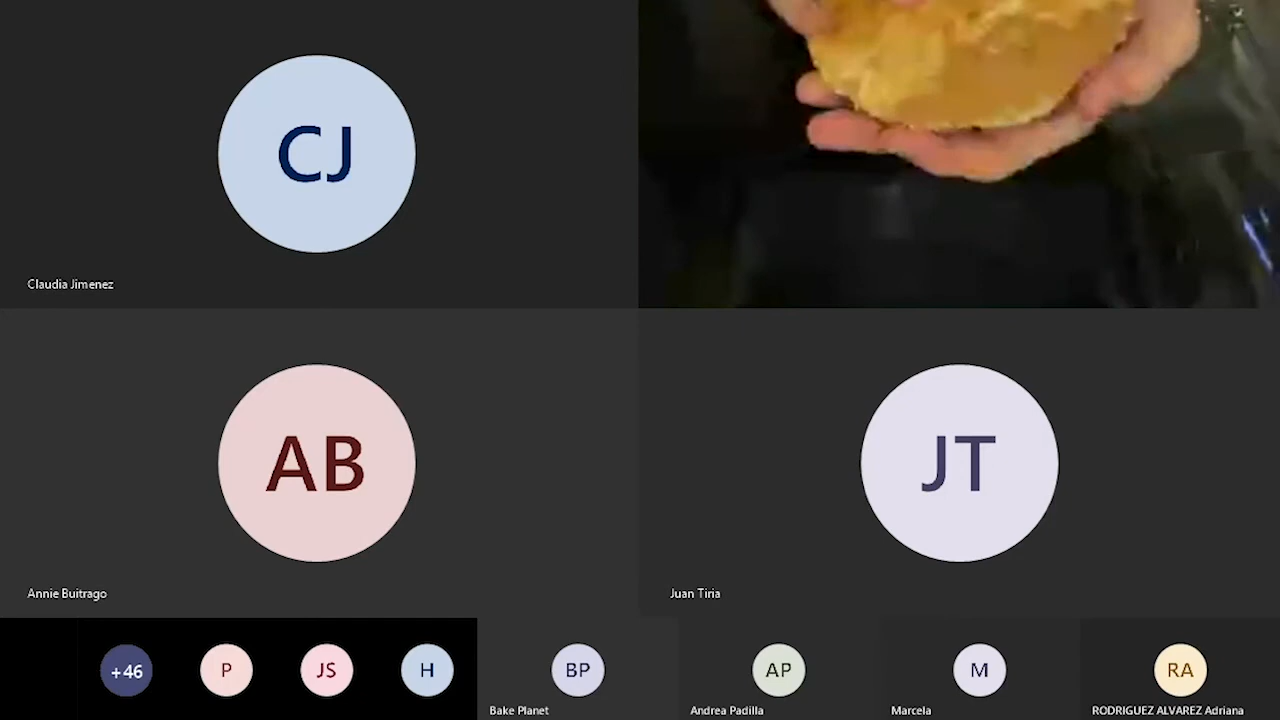 CJ
Claudia Jimenez
AB
Annie Buitrago
JT
Juan Tiria
+46
P
JS
H
BP
Bake Planet
AP
Andrea Padilla
M
Marcela
RA
RODRIGUEZ ALVAREZ Adriana